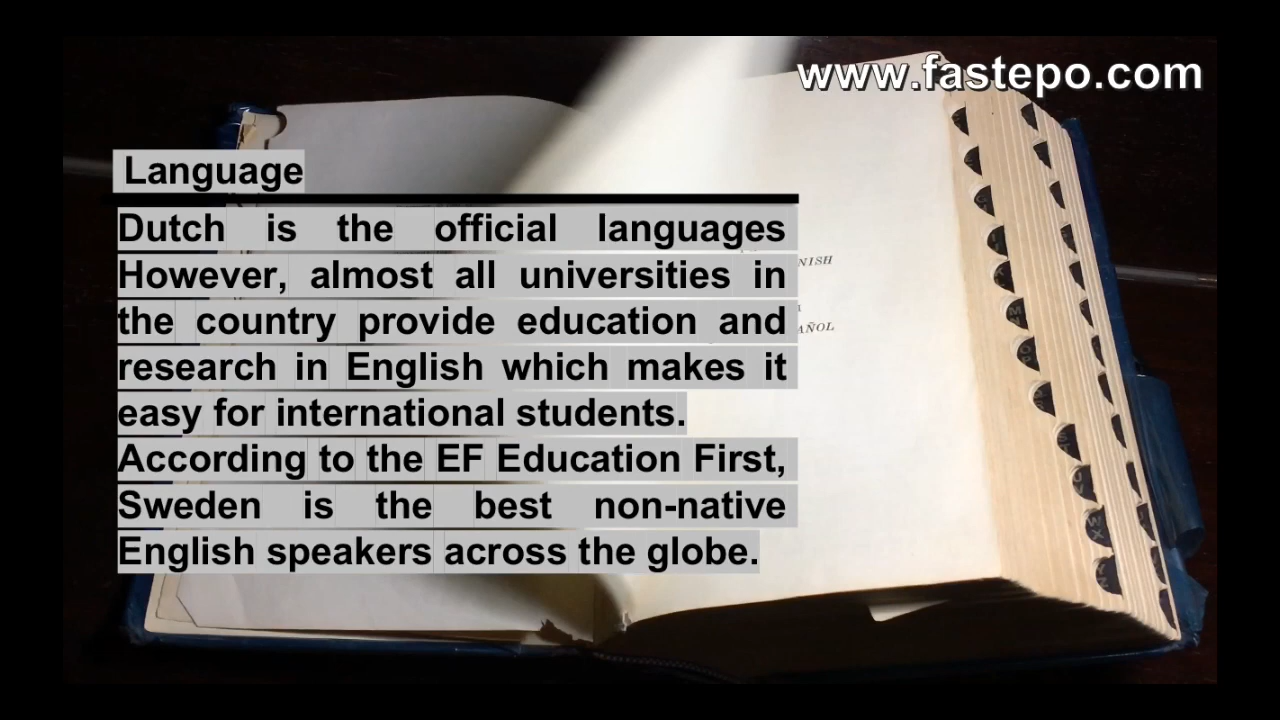 www.fastepo.com
Language
Dutch is the official languages
However, almost all universities in
the country provide education and
research in English which makes it
easy for international students.
According to the EF Education First,
Sweden is the best non-native
English speakers across the globe.